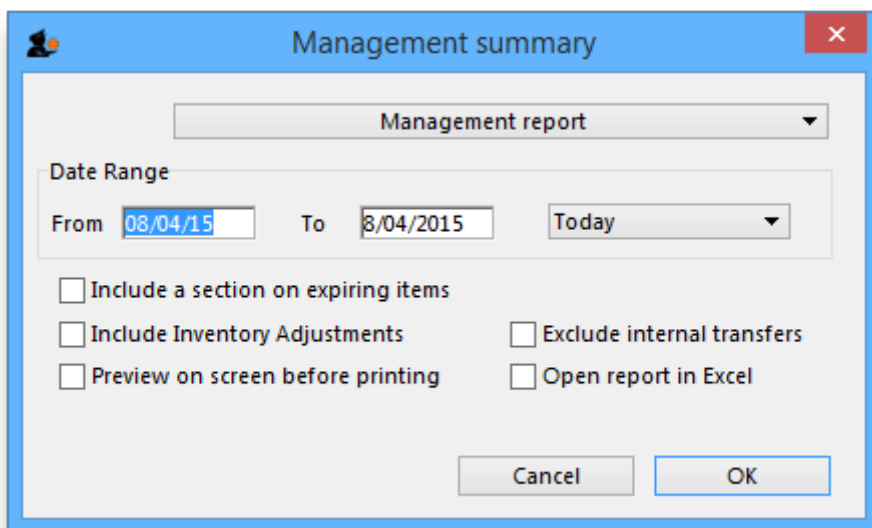 Management summary
Management report
Date Range
From 08/04/15 To 8/04/2015 Today
Include a section on expiring items
Include Inventory Adjustments Exclude internal transfers
Preview on screen before printing Open report in Excel
Cancel OK